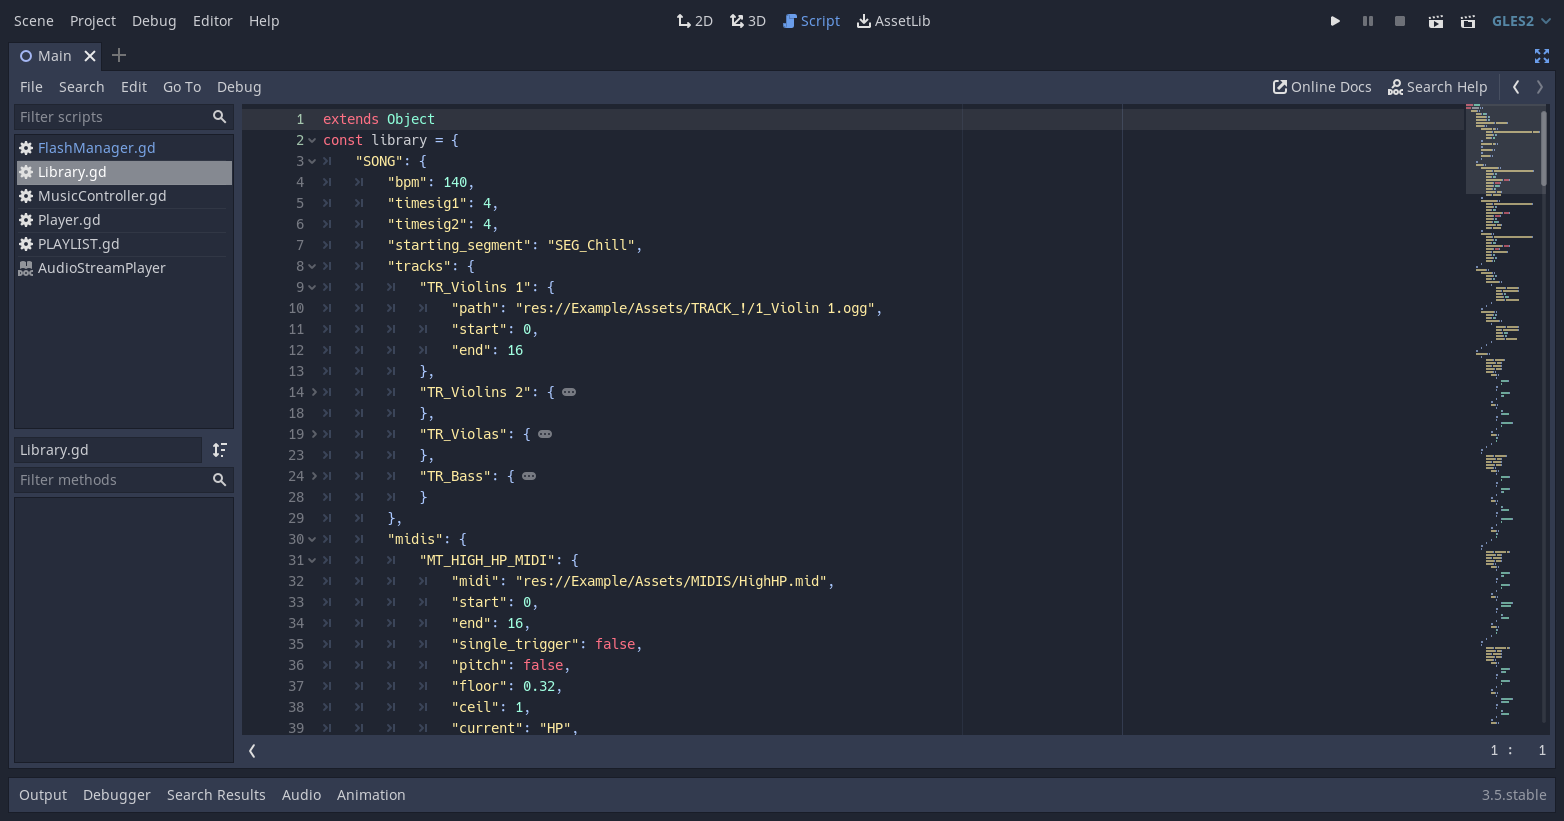 Scene Project Debug Editor Help 2D 3D Script AssetLib GLES2
Main
File Search Edit Go To Debug Online Docs Search Help
Filter scripts
FlashManager.gd
Library.gd
MusicController.gd
Player.gd
PLAYLIST.gd
AudioStreamPlayer
Library.gd
Filter methods
1 extends Object
2 const library = {
3 "SONG": {
4 "bpm": 140,
5 "timesig1": 4,
6 "timesig2": 4,
7 "starting_segment": "SEG_Chill",
8 "tracks": {
9 "TR_Violins 1": {
10 "path": "res://Example/Assets/TRACK_!/1_Violin 1.ogg",
11 "start": 0,
12 "end": 16
13 },
14 "TR_Violins 2": {
18 },
19 "TR_Violas": {
23 },
24 "TR_Bass": {
28 }
29 },
30 "midis": {
31 "MT_HIGH_HP_MIDI": {
32 "midi": "res://Example/Assets/MIDIS/HighHP.mid",
33 "start": 0,
34 "end": 16,
35 "single_trigger": false,
36 "pitch": false,
37 "floor": 0.32,
38 "ceil": 1,
39 "current": "HP",
1 : 1
Output Debugger Search Results Audio Animation 3.5.stable